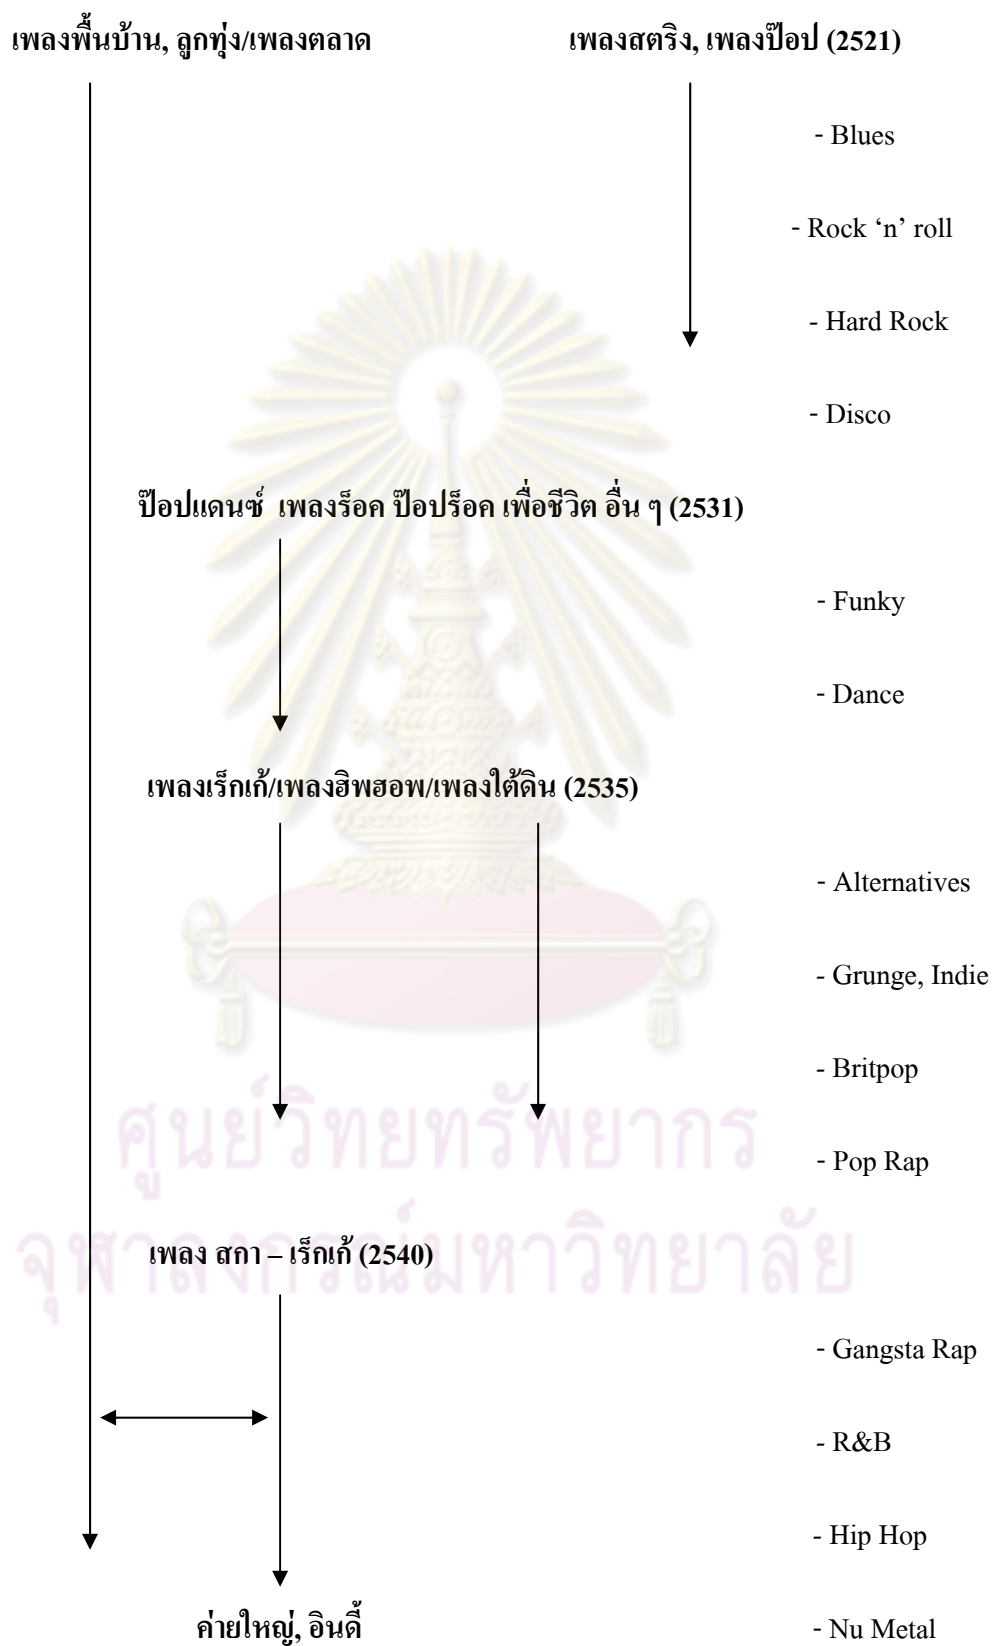 เพลงพื้นบ้าน, ลูกทุ่ง/เพลงตลาด เพลงสตริง, เพลงป๊อป (2521)
- Blues
- Rock ‘n’ roll
- Hard Rock
- Disco
ป๊อปแดนซ์ เพลงร็อค ป๊อปร็อค เพื่อชีวิต อื่น ๆ (2531)
- Funky
- Dance
เพลงเร็กเก้/เพลงฮิพฮอพ/เพลงใต้ดิน (2535)
- Alternatives
- Grunge, Indie
- Britpop
ศูนย์วิทยทรัพยากร
- Pop Rap
จุฬาลงกรณ์มหาวิทยาลัย
เพลง สกา – เร็กเก้ (2540)
- Gangsta Rap
- R&B
- Hip Hop
ค่ายใหญ่, อินดี้
- Nu Metal